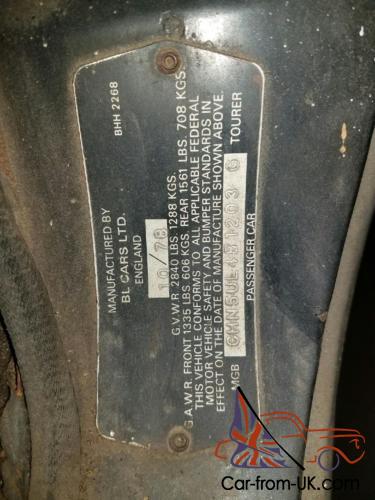 BHH 2268
MANUFACTURED BY
BL CARS LTD.
ENGLAND
10/78
G.V.W.R. 2840 LBS. 1288 KGS.
G.A.W.R. FRONT 1335 LBS. 606 KGS. REAR 1561 LBS. 708 KGS.
THIS VEHICLE CONFORMS TO ALL APPLICABLE FEDERAL
MOTOR VEHICLE SAFETY AND BUMPER STANDARDS IN
EFFECT ON THE DATE OF MANUFACTURE SHOWN ABOVE.
GHN5UL481203 G
MGB PASSENGER CAR TOURER
Car-from-UK.com